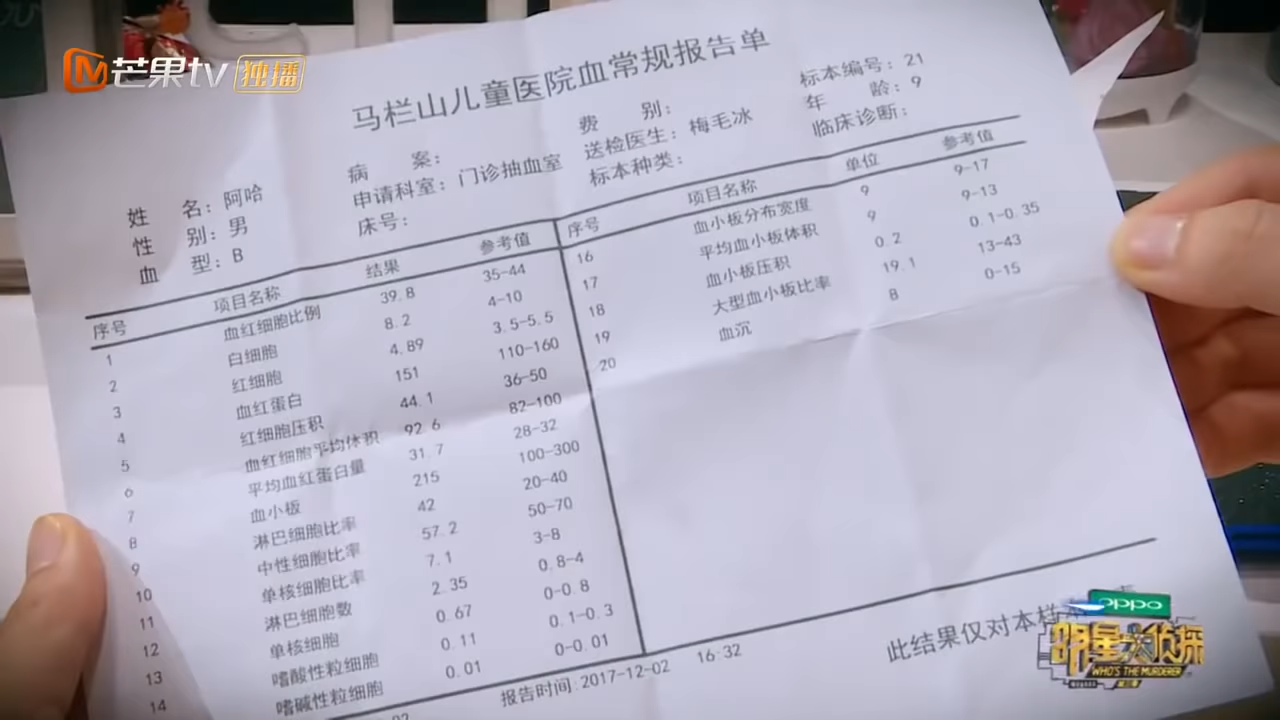 芒果tv 独播
马栏山儿童医院血常规报告单
姓 名：阿哈
病 案：
费 别：
标本编号：21
性 别：男
申请科室：门诊抽血室
送检医生：梅毛冰
年 龄：9
血 型：B
床号：
标本种类：
临床诊断：
序号 项目名称 结果 参考值
1 血红细胞比例 39.8 35-44
2 白细胞 8.2 4-10
3 红细胞 4.89 3.5-5.5
4 血红蛋白 151 110-160
5 红细胞压积 44.1 36-50
6 血红细胞平均体积 92.6 82-100
7 平均血红蛋白量 31.7 28-32
8 血小板 215 100-300
9 淋巴细胞比率 42 20-40
10 中性细胞比率 57.2 50-70
11 单核细胞比率 7.1 3-8
12 淋巴细胞数 2.35 0.8-4
13 单核细胞 0.67 0-0.8
14 嗜酸性粒细胞 0.11 0.1-0.3
嗜碱性粒细胞 0.01 0-0.01
序号 项目名称 单位 参考值
16 血小板分布宽度 9 9-17
17 平均血小板体积 9 9-13
18 血小板压积 0.2 0.1-0.35
19 大型血小板比率 19.1 13-43
20 血沉 8 0-15
报告时间:2017-12-02 16:32
此结果仅对本
oppo
明星大侦探
WHO'S THE MURDERER